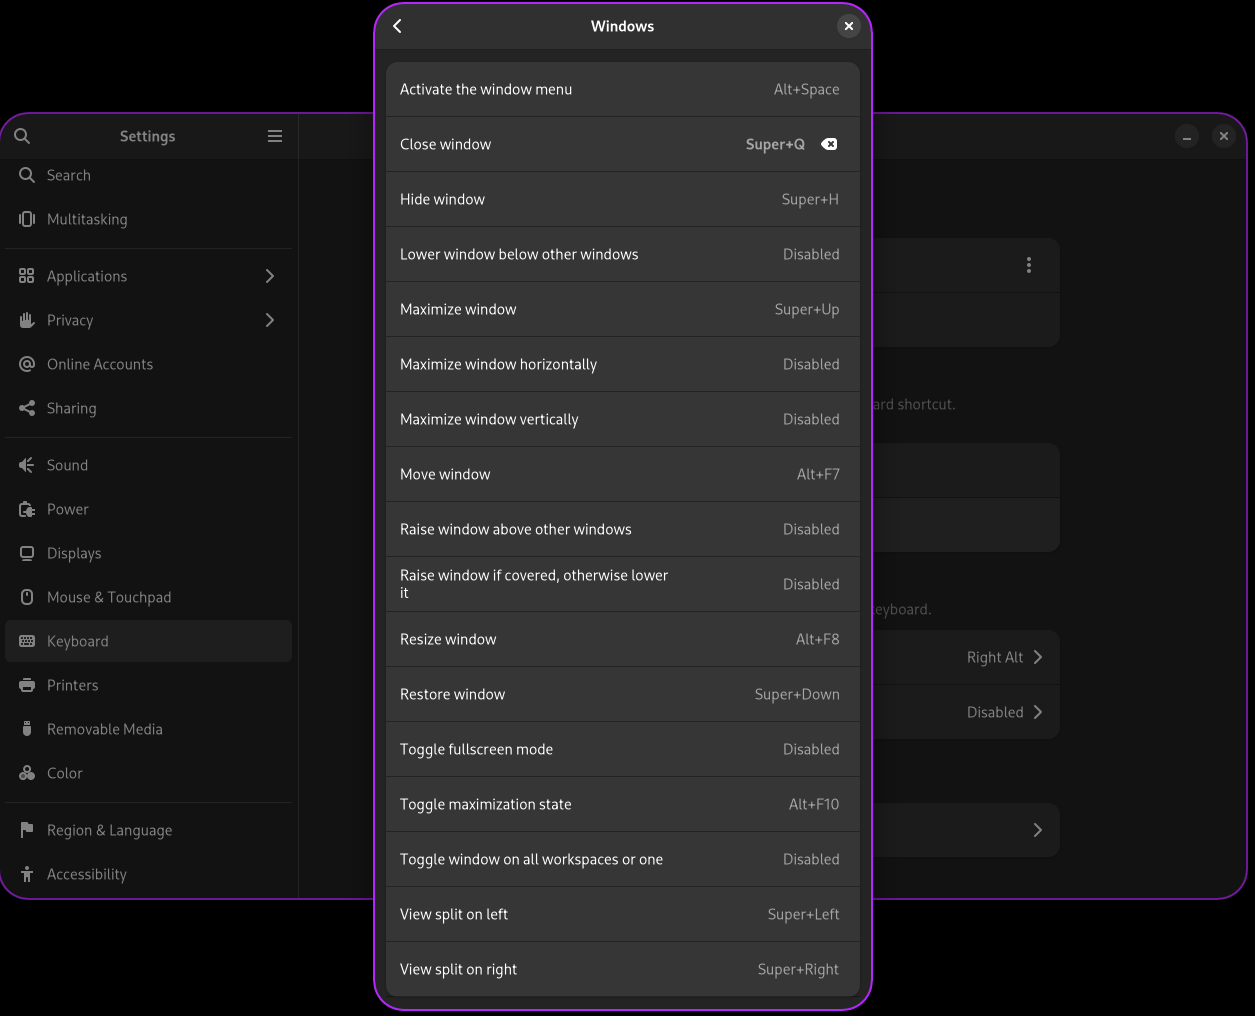 Windows
Activate the window menu Alt+Space
Close window Super+Q
Hide window Super+H
Lower window below other windows Disabled
Maximize window Super+Up
Maximize window horizontally Disabled
Maximize window vertically Disabled
Move window Alt+F7
Raise window above other windows Disabled
Raise window if covered, otherwise lower
it
Disabled
Resize window Alt+F8
Restore window Super+Down
Toggle fullscreen mode Disabled
Toggle maximization state Alt+F10
Toggle window on all workspaces or one Disabled
View split on left Super+Left
View split on right Super+Right
Settings
Search
Multitasking
Applications
Privacy
Online Accounts
Sharing
Sound
Power
Displays
Mouse & Touchpad
Keyboard
Printers
Removable Media
Color
Region & Language
Accessibility
shortcut.
Right Alt
Disabled